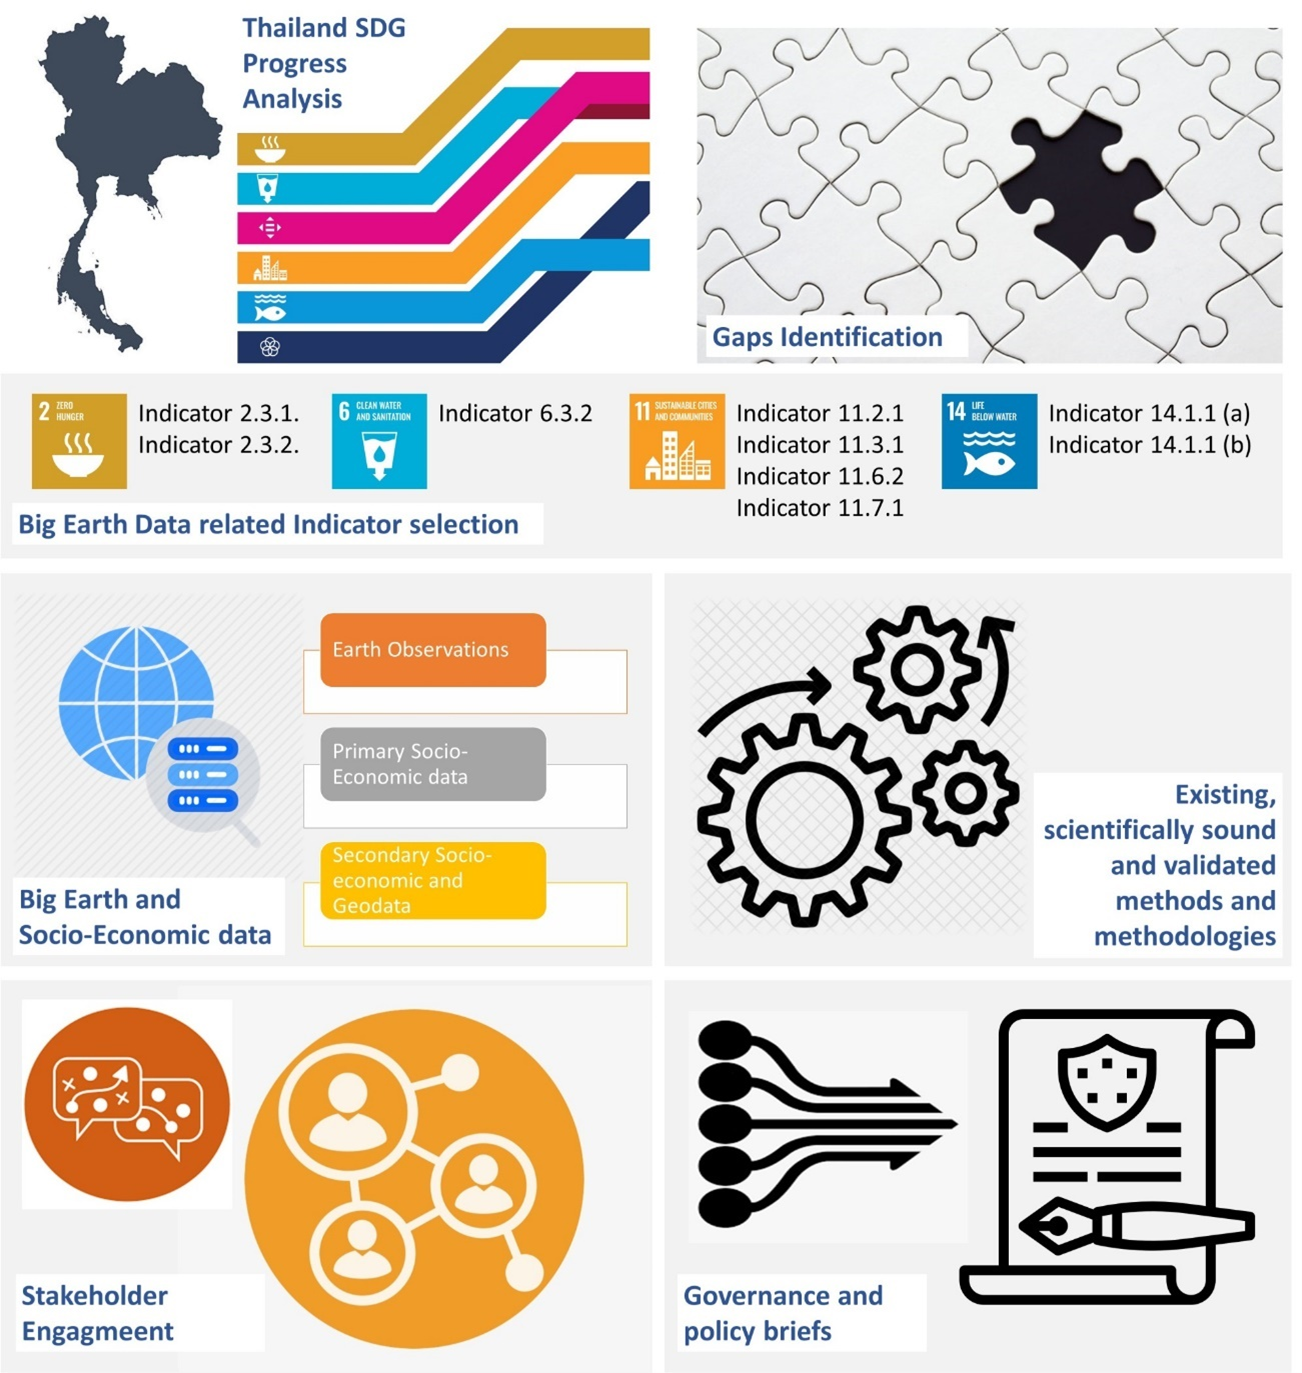 Thailand SDG
Progress
Analysis
Gaps Identification
2 ZERO
HUNGER
Indicator 2.3.1.
Indicator 2.3.2.
6 CLEAN WATER
AND SANITATION
Indicator 6.3.2
11 SUSTAINABLE CITIES
AND COMMUNITIES
Indicator 11.2.1
Indicator 11.3.1
Indicator 11.6.2
Indicator 11.7.1
14 LIFE
BELOW WATER
Indicator 14.1.1 (a)
Indicator 14.1.1 (b)
Big Earth Data related Indicator selection
Earth Observations
Primary Socio-
Economic data
Secondary Socio-
economic and
Geodata
Big Earth and
Socio-Economic data
Existing,
scientifically sound
and validated
methods and
methodologies
Stakeholder
Engagmeent
Governance and
policy briefs